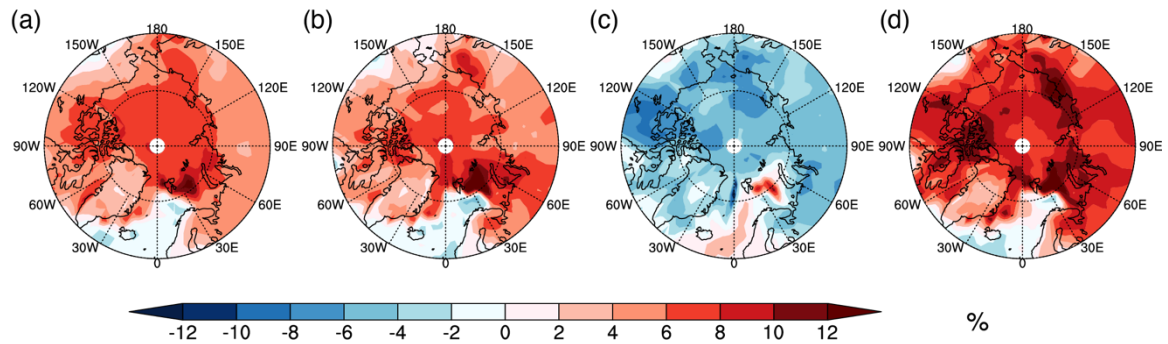 (a) (b) (c) (d)
180 180 180 180
150W 150E 150W 150E 150W 150E 150W 150E
120W 120E 120W 120E 120W 120E 120W 120E
90W 90E 90W 90E 90W 90E 90W 90E
60W 60E 60W 60E 60W 60E 60W 60E
30W 30E 30W 30E 30W 30E 30W 30E
0 0 0 0
-12 -10 8 -6 -4 -2 0 2 4 6 8 10 12 %